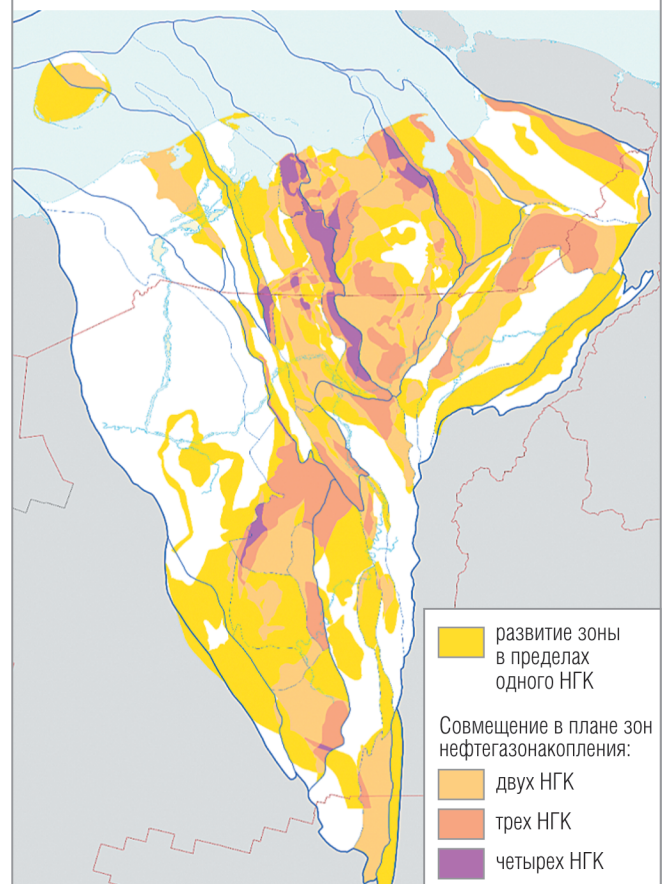 развитие зоны
в пределах
одного НГК
Совмещение в плане зон
нефтегазонакопления:
двух НГК
трех НГК
четырех НГК